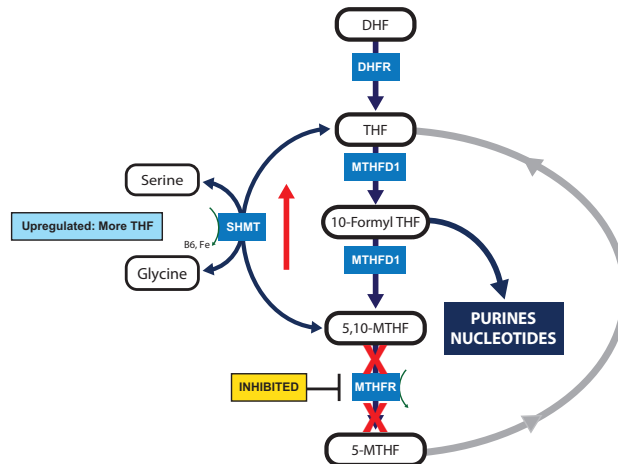 DHF
DHFR
THF
MTHFD1
Serine
Upregulated: More THF
SHMT
B6, Fe
10-Formyl THF
MTHFD1
Glycine
PURINES
NUCLEOTIDES
5,10-MTHF
INHIBITED
MTHFR
5-MTHF